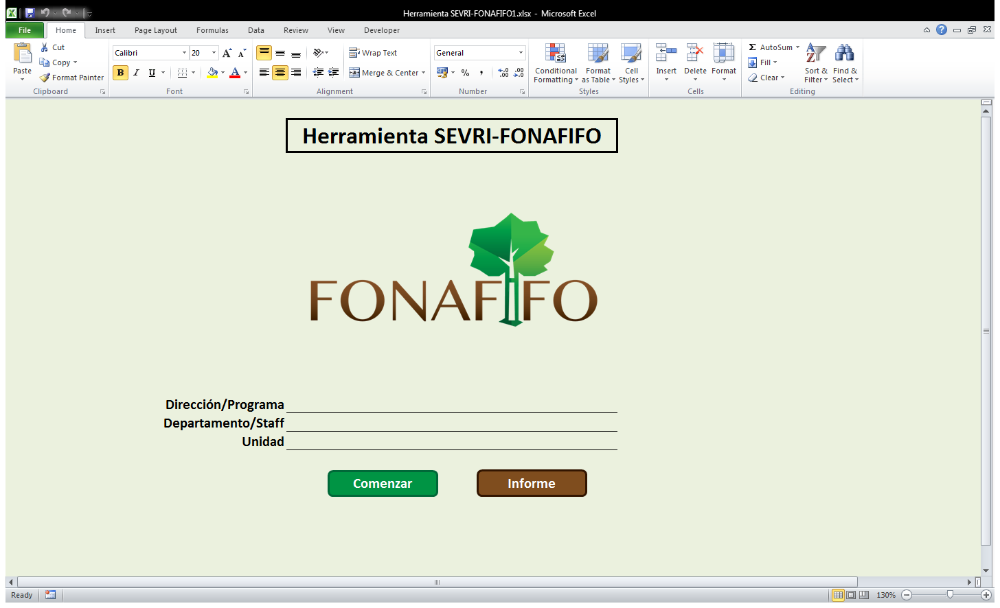 Herramienta SEVRI-FONAFIFO1.xlsx - Microsoft Excel
File Home Insert Page Layout Formulas Data Review View Developer
Paste
Cut
Copy
Format Painter
Clipboard
Calibri 20
B I U
Font
Wrap Text
Merge & Center
Alignment
General
% ,
Number
Conditional Formatting
Format as Table
Cell Styles
Styles
Insert Delete Format
Cells
Σ AutoSum
Fill
Clear
Sort & Filter
Find & Select
Editing
Herramienta SEVRI-FONAFIFO
FONAFIFO
Dirección/Programa
Departamento/Staff
Unidad
Comenzar Informe
Ready 130%